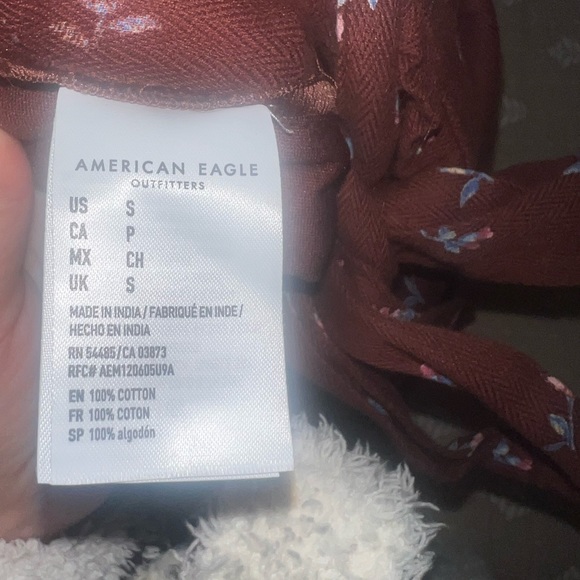 AMERICAN EAGLE
OUTFITTERS
US S
CA P
MX CH
UK S
MADE IN INDIA / FABRIQUÉ EN INDE /
HECHO EN INDIA
RN 54485 / CA 03873
RFC# AEM120605U9A
EN 100% COTTON
FR 100% COTON
SP 100% algodón